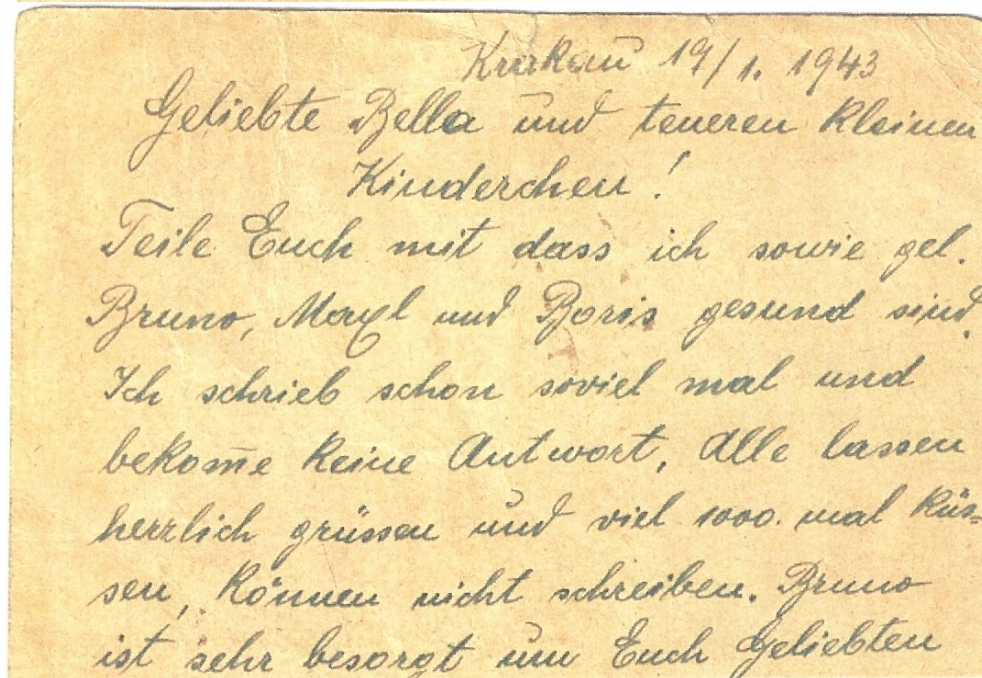 Krakau 19/1. 1943
Geliebte Bella und teueren kleinen
Kinderchen!
Teile Euch mit dass ich sowie gel.
Bruno, Maxl und Boris gesund sind.
Ich schrieb schon soviel mal und
bekom̅e keine Antwort, Alle lassen
herzlich grüssen und viel 1000. mal küs=
sen, können nicht schreiben. Bruno
ist sehr besorgt um Euch Geliebten